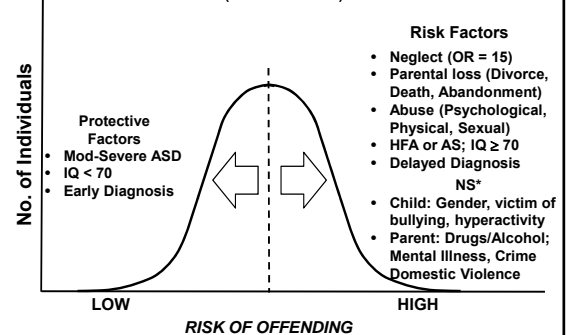 No. of Individuals
Protective
Factors
• Mod-Severe ASD
• IQ < 70
• Early Diagnosis
Risk Factors
• Neglect (OR = 15)
• Parental loss (Divorce,
Death, Abandonment)
• Abuse (Psychological,
Physical, Sexual)
• HFA or AS; IQ ≥ 70
• Delayed Diagnosis
NS*
• Child: Gender, victim of
bullying, hyperactivity
• Parent: Drugs/Alcohol;
Mental Illness, Crime
Domestic Violence
LOW
HIGH
RISK OF OFFENDING